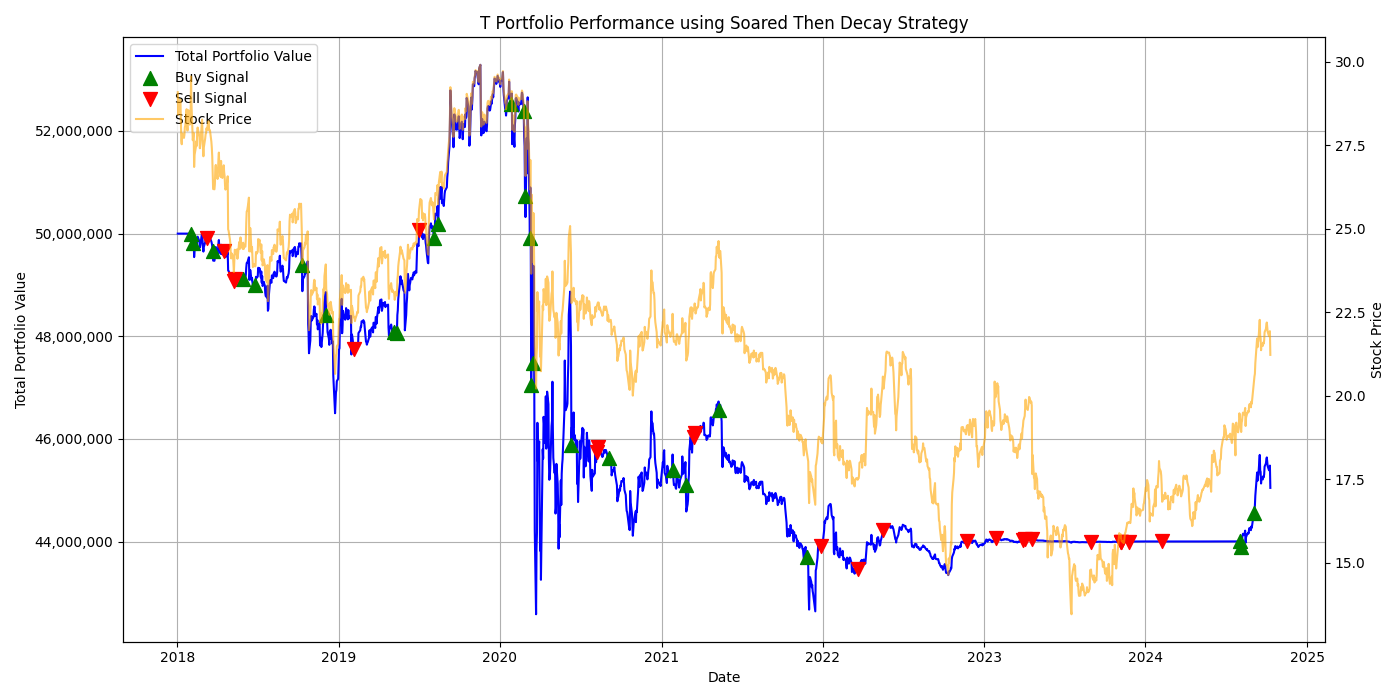 T Portfolio Performance using Soared Then Decay Strategy
Total Portfolio Value
Buy Signal
Sell Signal
Stock Price
52,000,000
50,000,000
48,000,000
46,000,000
44,000,000
Total Portfolio Value
30.0
27.5
25.0
22.5
20.0
17.5
15.0
Stock Price
2018
2019
2020
2021
2022
2023
2024
2025
Date